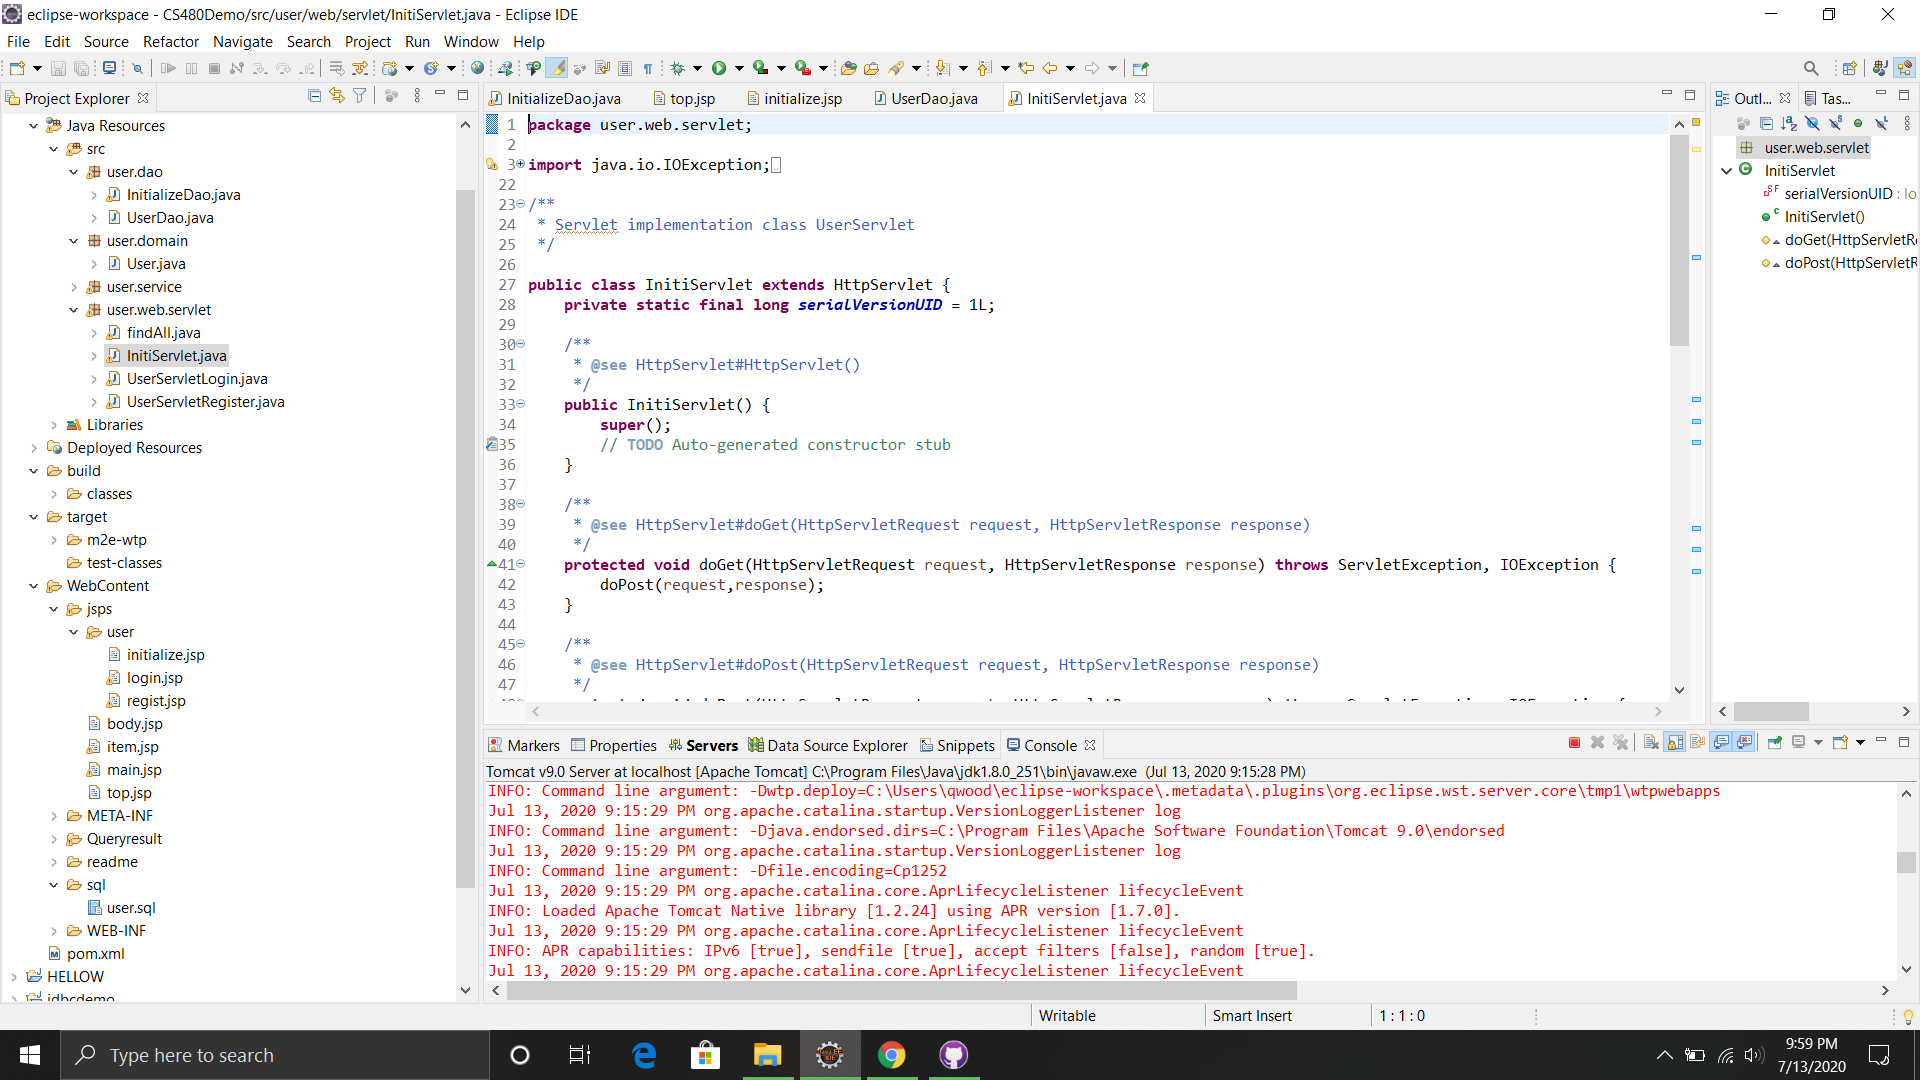 eclipse-workspace - CS480Demo/src/user/web/servlet/InitiServlet.java - Eclipse IDE
File Edit Source Refactor Navigate Search Project Run Window Help
Project Explorer
Java Resources
src
user.dao
InitializeDao.java
UserDao.java
user.domain
User.java
user.service
user.web.servlet
findAll.java
InitiServlet.java
UserServletLogin.java
UserServletRegister.java
Libraries
Deployed Resources
build
classes
target
m2e-wtp
test-classes
WebContent
jsps
user
initialize.jsp
login.jsp
regist.jsp
body.jsp
item.jsp
main.jsp
top.jsp
META-INF
Queryresult
readme
sql
user.sql
WEB-INF
pom.xml
HELLOW
jdbcdemo
InitializeDao.java top.jsp initialize.jsp UserDao.java InitiServlet.java
1 package user.web.servlet;
2
3 import java.io.IOException;
22
23 /**
24 * Servlet implementation class UserServlet
25 */
26
27 public class InitiServlet extends HttpServlet {
28 private static final long serialVersionUID = 1L;
29
30 /**
31 * @see HttpServlet#HttpServlet()
32 */
33 public InitiServlet() {
34 super();
35 // TODO Auto-generated constructor stub
36 }
37
38 /**
39 * @see HttpServlet#doGet(HttpServletRequest request, HttpServletResponse response)
40 */
41 protected void doGet(HttpServletRequest request, HttpServletResponse response) throws ServletException, IOException {
42 doPost(request,response);
43 }
44
45 /**
46 * @see HttpServlet#doPost(HttpServletRequest request, HttpServletResponse response)
47 */
Outl... Tas...
user.web.servlet
InitiServlet
serialVersionUID : lo
InitiServlet()
doGet(HttpServletR
doPost(HttpServletR
Markers Properties Servers Data Source Explorer Snippets Console
Tomcat v9.0 Server at localhost [Apache Tomcat] C:\Program Files\Java\jdk1.8.0_251\bin\javaw.exe (Jul 13, 2020 9:15:28 PM)
INFO: Command line argument: -Dwtp.deploy=C:\Users\qwood\eclipse-workspace\.metadata\.plugins\org.eclipse.wst.server.core\tmp1\wtpwebapps
Jul 13, 2020 9:15:29 PM org.apache.catalina.startup.VersionLoggerListener log
INFO: Command line argument: -Djava.endorsed.dirs=C:\Program Files\Apache Software Foundation\Tomcat 9.0\endorsed
Jul 13, 2020 9:15:29 PM org.apache.catalina.startup.VersionLoggerListener log
INFO: Command line argument: -Dfile.encoding=Cp1252
Jul 13, 2020 9:15:29 PM org.apache.catalina.core.AprLifecycleListener lifecycleEvent
INFO: Loaded Apache Tomcat Native library [1.2.24] using APR version [1.7.0].
Jul 13, 2020 9:15:29 PM org.apache.catalina.core.AprLifecycleListener lifecycleEvent
INFO: APR capabilities: IPv6 [true], sendfile [true], accept filters [false], random [true].
Jul 13, 2020 9:15:29 PM org.apache.catalina.core.AprLifecycleListener lifecycleEvent
Writable Smart Insert 1 : 1 : 0
Type here to search
9:59 PM
7/13/2020